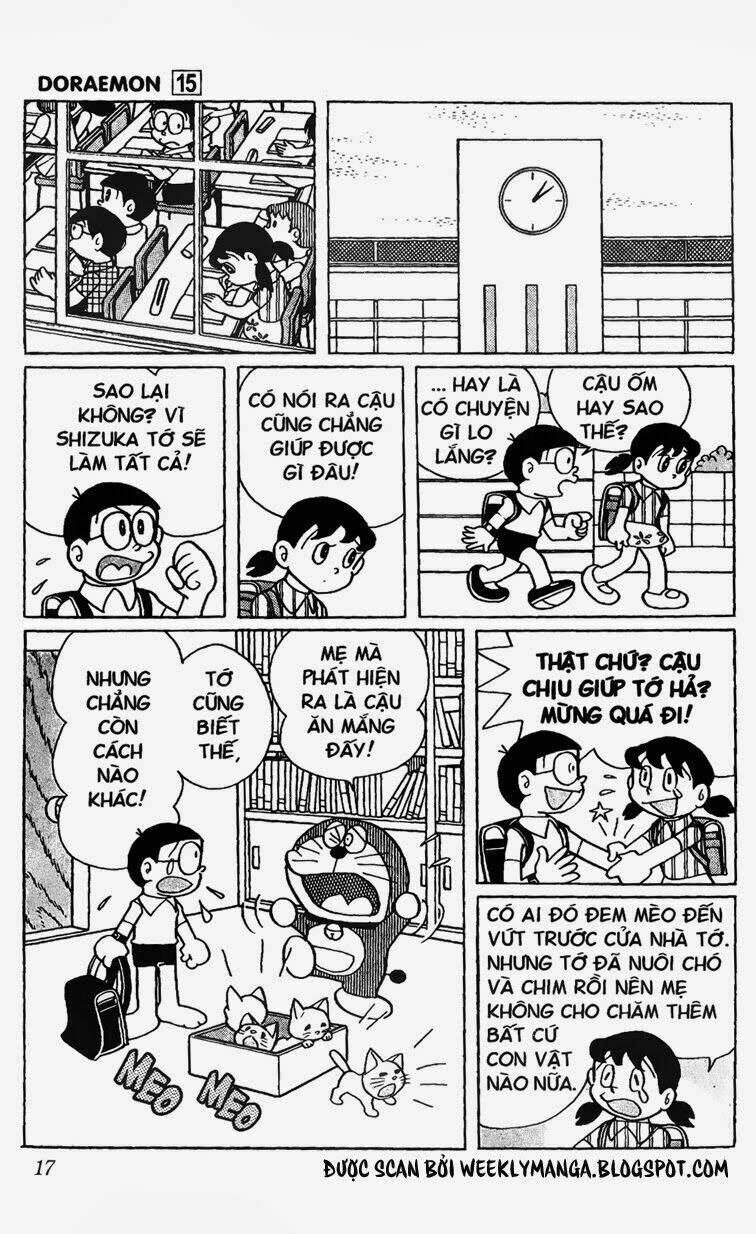 DORAEMON 15
CẬU ỐM
HAY SAO
THẾ?
... HAY LÀ
CÓ CHUYỆN
GÌ LO
LẮNG?
CÓ NÓI RA CẬU
CŨNG CHẲNG
GIÚP ĐƯỢC
GÌ ĐÂU!
SAO LẠI
KHÔNG? VÌ
SHIZUKA TỚ SẼ
LÀM TẤT CẢ!
THẬT CHỨ? CẬU
CHỊU GIÚP TỚ HẢ?
MỪNG QUÁ ĐI!
CÓ AI ĐÓ ĐEM MÈO ĐẾN
VỨT TRƯỚC CỬA NHÀ TỚ.
NHƯNG TỚ ĐÃ NUÔI CHÓ
VÀ CHIM RỒI NÊN MẸ
KHÔNG CHO CHĂM THÊM
BẤT CỨ
CON VẬT
NÀO NỮA.
MẸ MÀ
PHÁT HIỆN
RA LÀ CẬU
ĂN MẮNG
ĐẤY!
TỚ
CŨNG
BIẾT
THẾ,
NHƯNG
CHẲNG
CÒN
CÁCH
NÀO
KHÁC!
MEO
MEO
17
ĐƯỢC SCAN BỞI WEEKLYMANGA.BLOGSPOT.COM